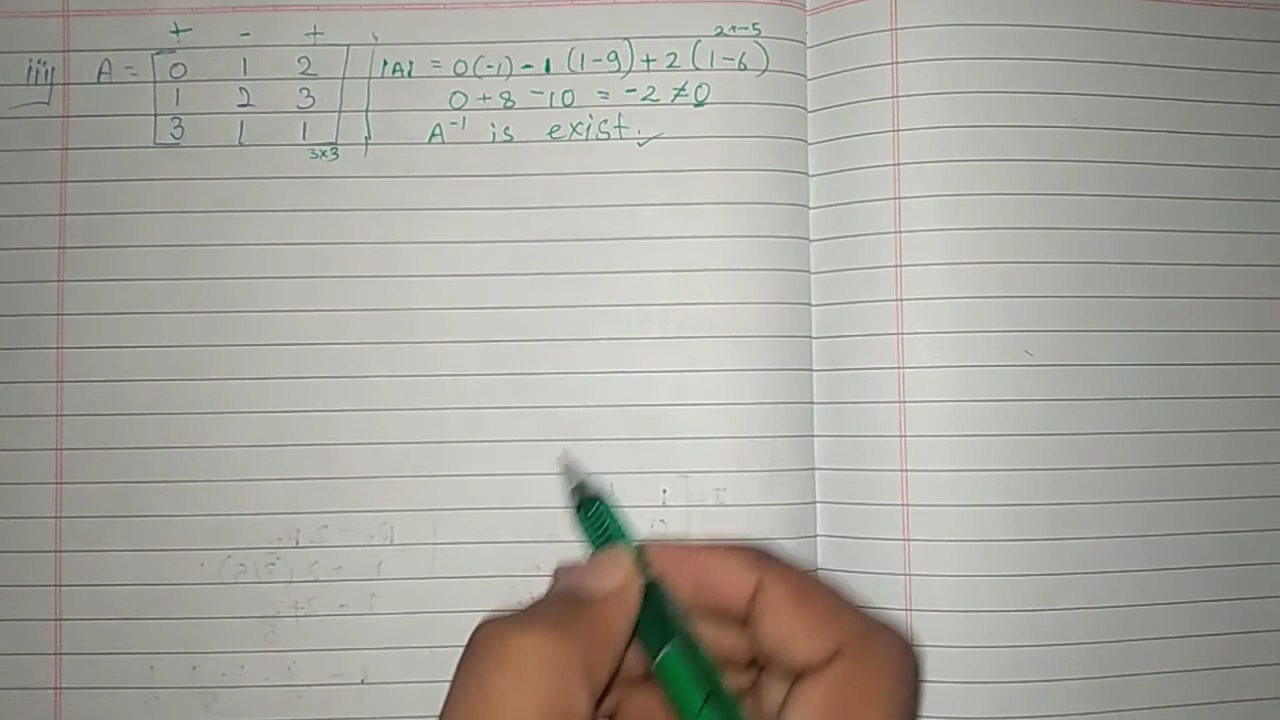 + - +
iii) A = [ 0 1 2 |A| = 0(-1) - 1 (1-9) + 2 (1-6) 2×-5
1 2 3 0 + 8 - 10 = -2 ≠ 0
3 1 1 ] 3×3 A⁻¹ is exist. ✓